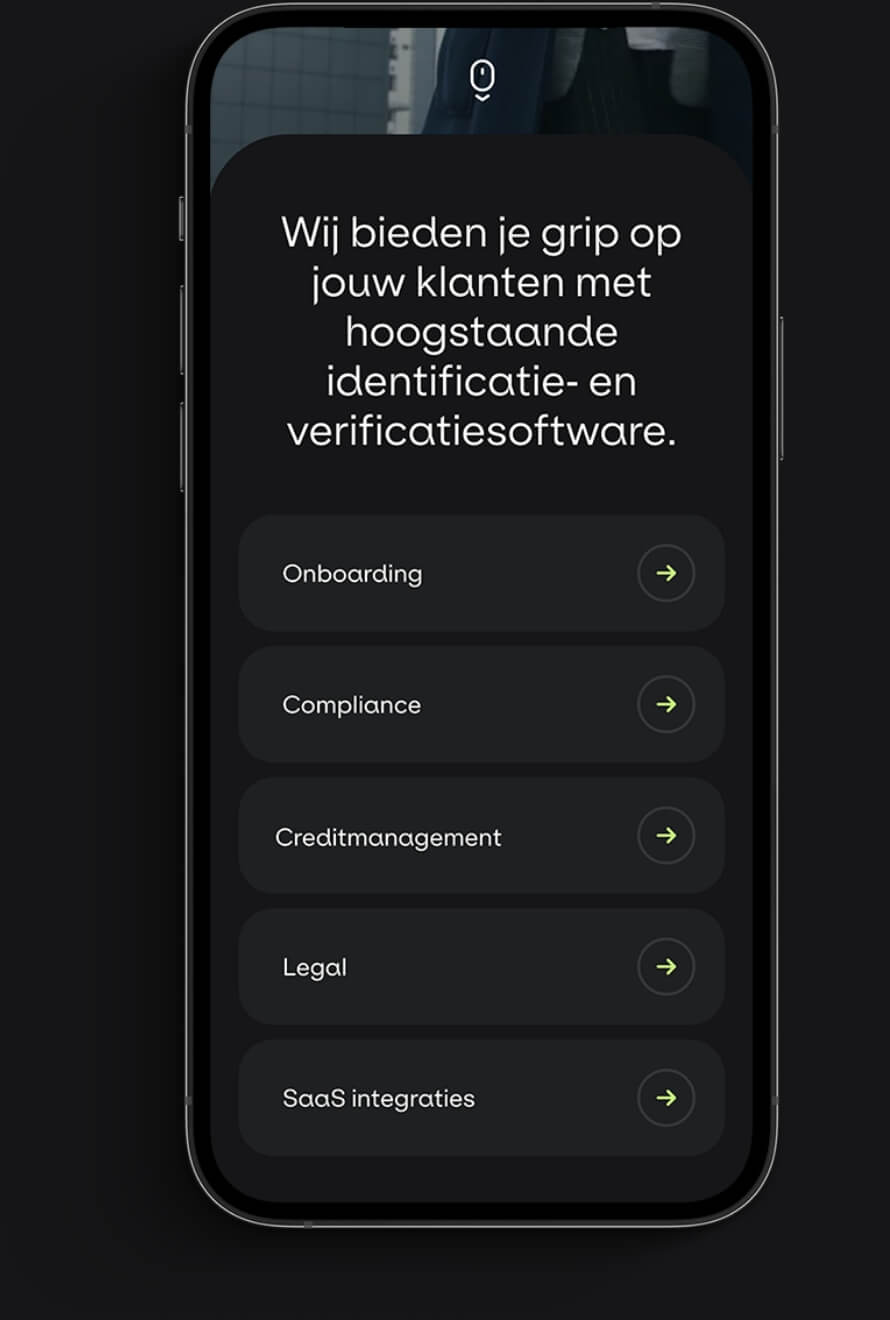 Wij bieden je grip op
jouw klanten met
hoogstaande
identificatie- en
verificatiesoftware.
Onboarding
Compliance
Creditmanagement
Legal
SaaS integraties